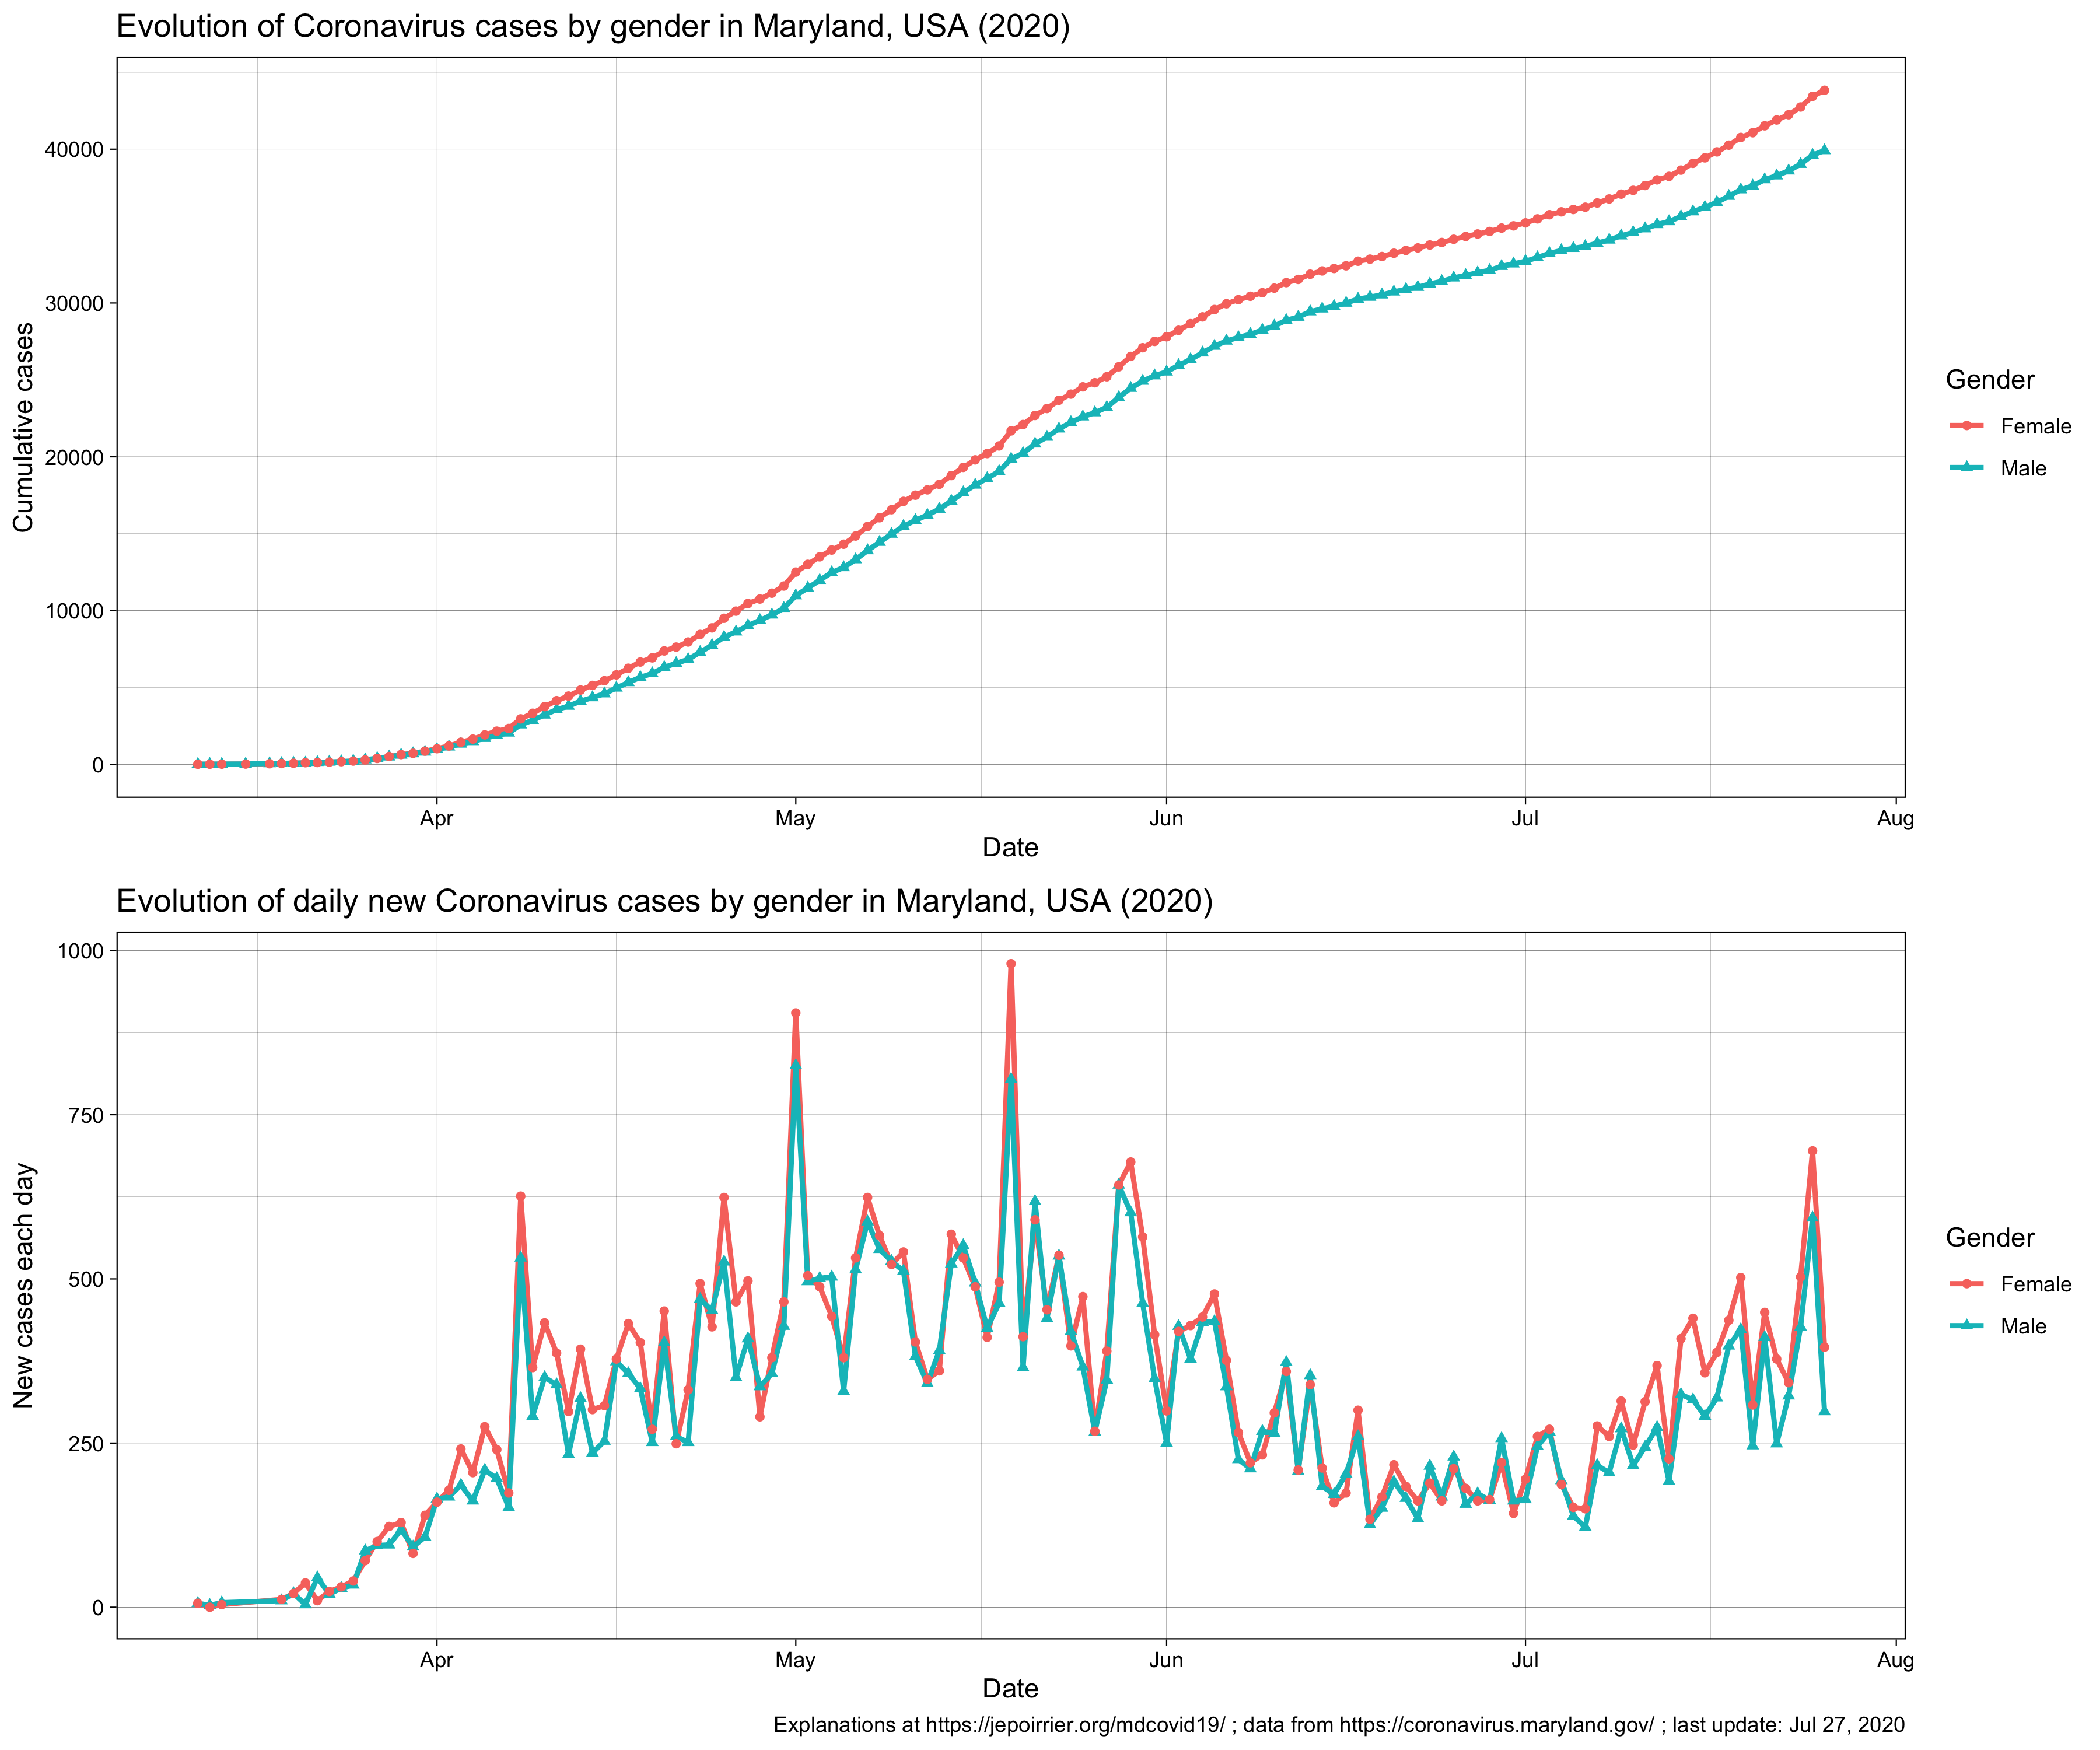 Evolution of Coronavirus cases by gender in Maryland, USA (2020)
Cumulative cases
40000
30000
20000
10000
0
Apr
May
Jun
Jul
Aug
Date
Gender
Female
Male
Evolution of daily new Coronavirus cases by gender in Maryland, USA (2020)
New cases each day
1000
750
500
250
0
Apr
May
Jun
Jul
Aug
Date
Gender
Female
Male
Explanations at https://jepoirrier.org/mdcovid19/ ; data from https://coronavirus.maryland.gov/ ; last update: Jul 27, 2020